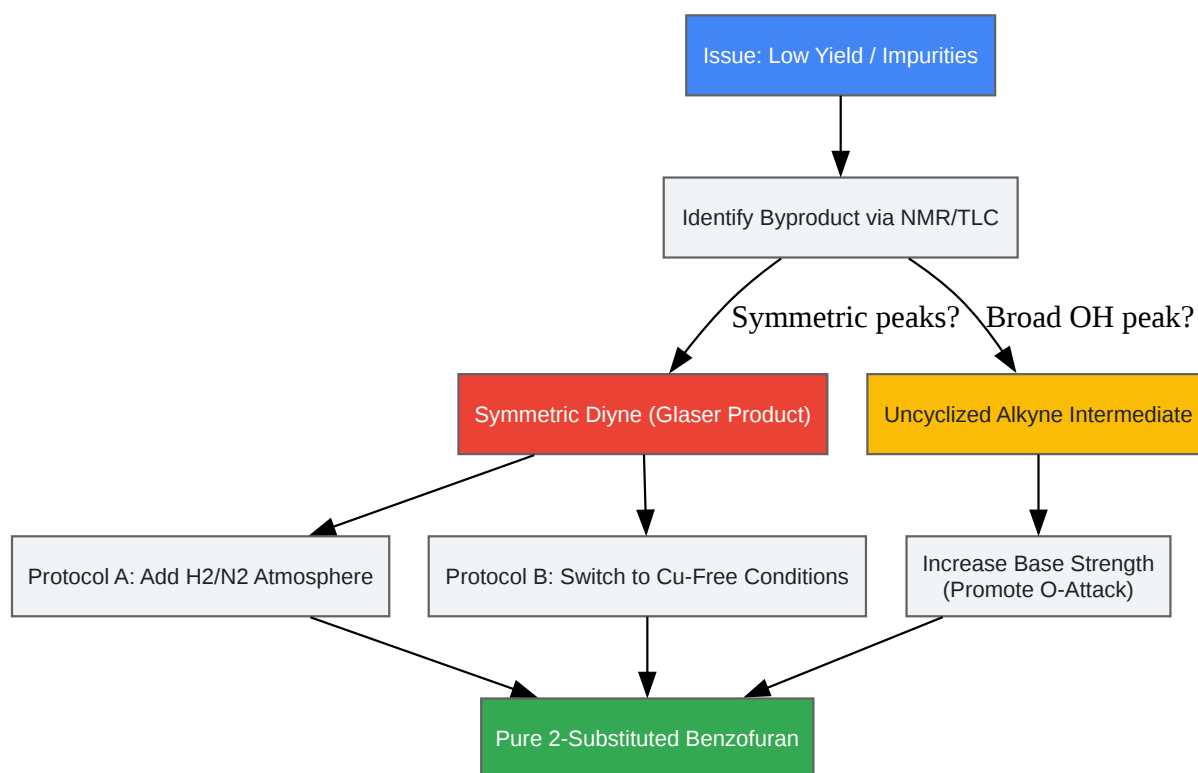 Issue: Low Yield / Impurities
Identify Byproduct via NMR/TLC
Symmetric peaks?
Broad OH peak?
Symmetric Diyne (Glaser Product)
Uncyclized Alkyne Intermediate
Protocol A: Add H2/N2 Atmosphere
Protocol B: Switch to Cu-Free Conditions
Increase Base Strength
(Promote O-Attack)
Pure 2-Substituted Benzofuran